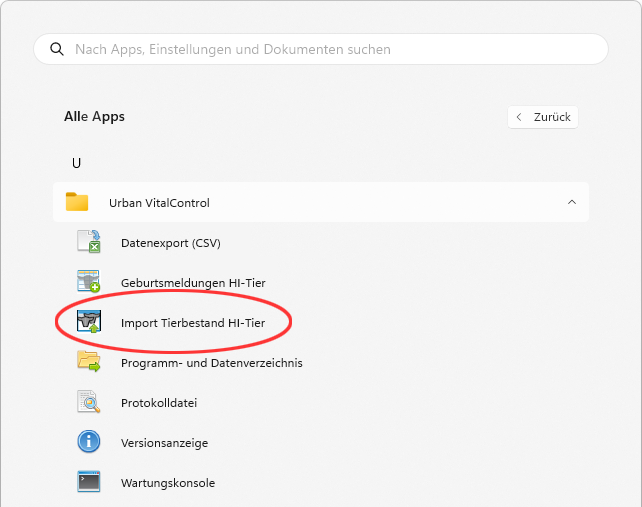 Nach Apps, Einstellungen und Dokumenten suchen
Alle Apps
Zurück
U
Urban VitalControl
Datenexport (CSV)
Geburtsmeldungen HI-Tier
Import Tierbestand HI-Tier
Programm- und Datenverzeichnis
Protokolldatei
Versionsanzeige
Wartungskonsole